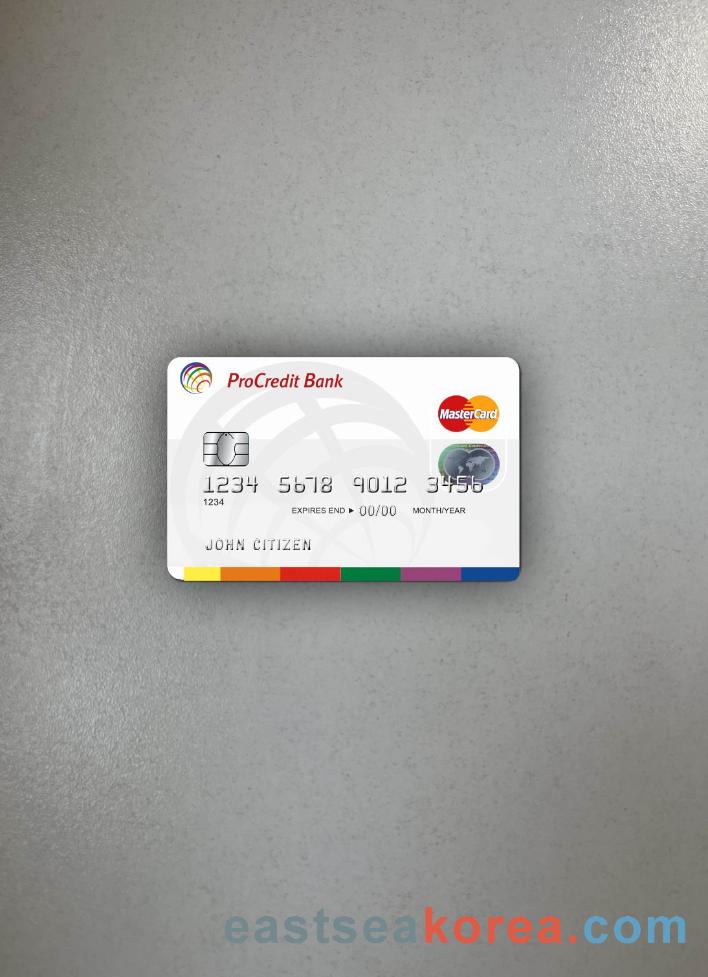 ProCredit Bank
MasterCard
1234 5678 9012 3456
1234
EXPIRES END ▶ 00/00 MONTH/YEAR
JOHN CITIZEN
eastseakorea.com